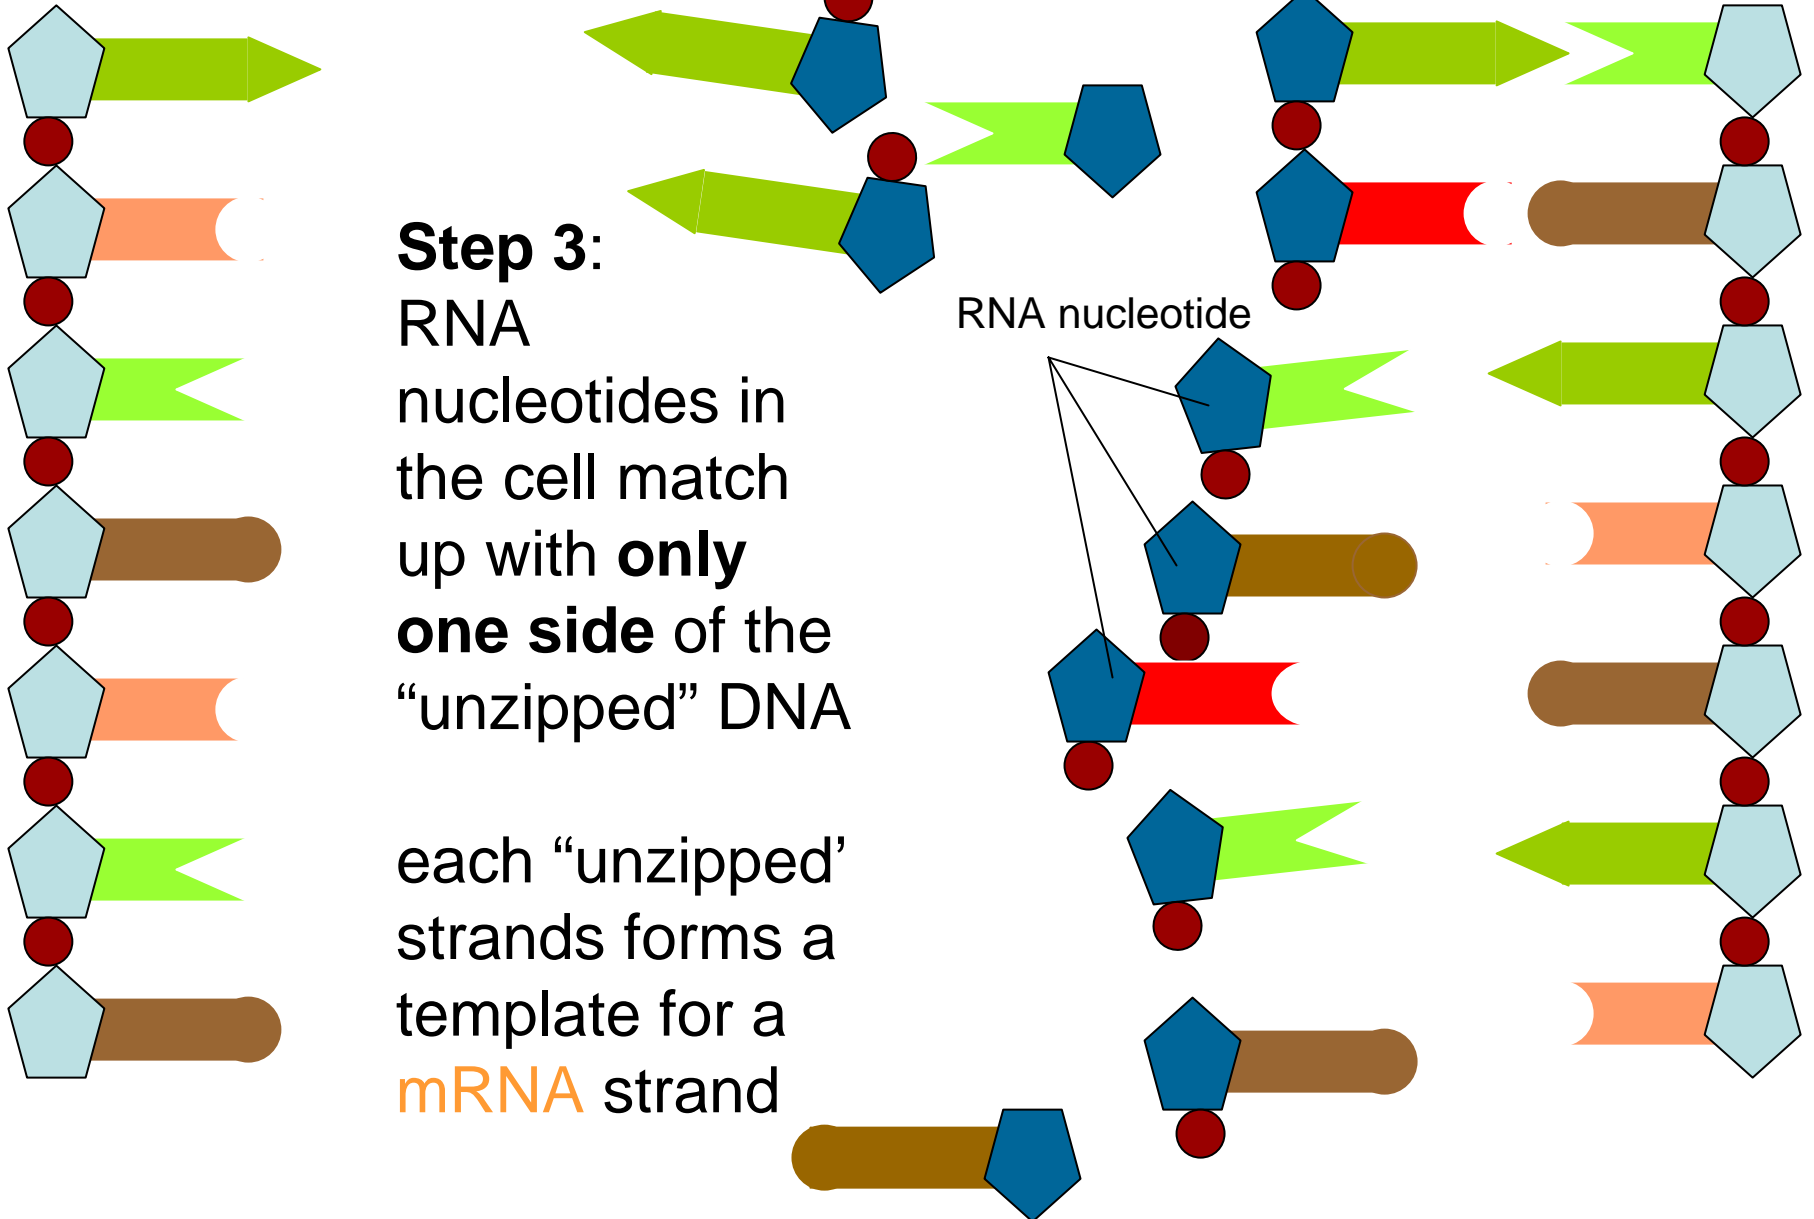 Step 3:
RNA
nucleotides in
the cell match
up with only
one side of the
“unzipped” DNA
each “unzipped’
strands forms a
template for a
mRNA strand
RNA nucleotide